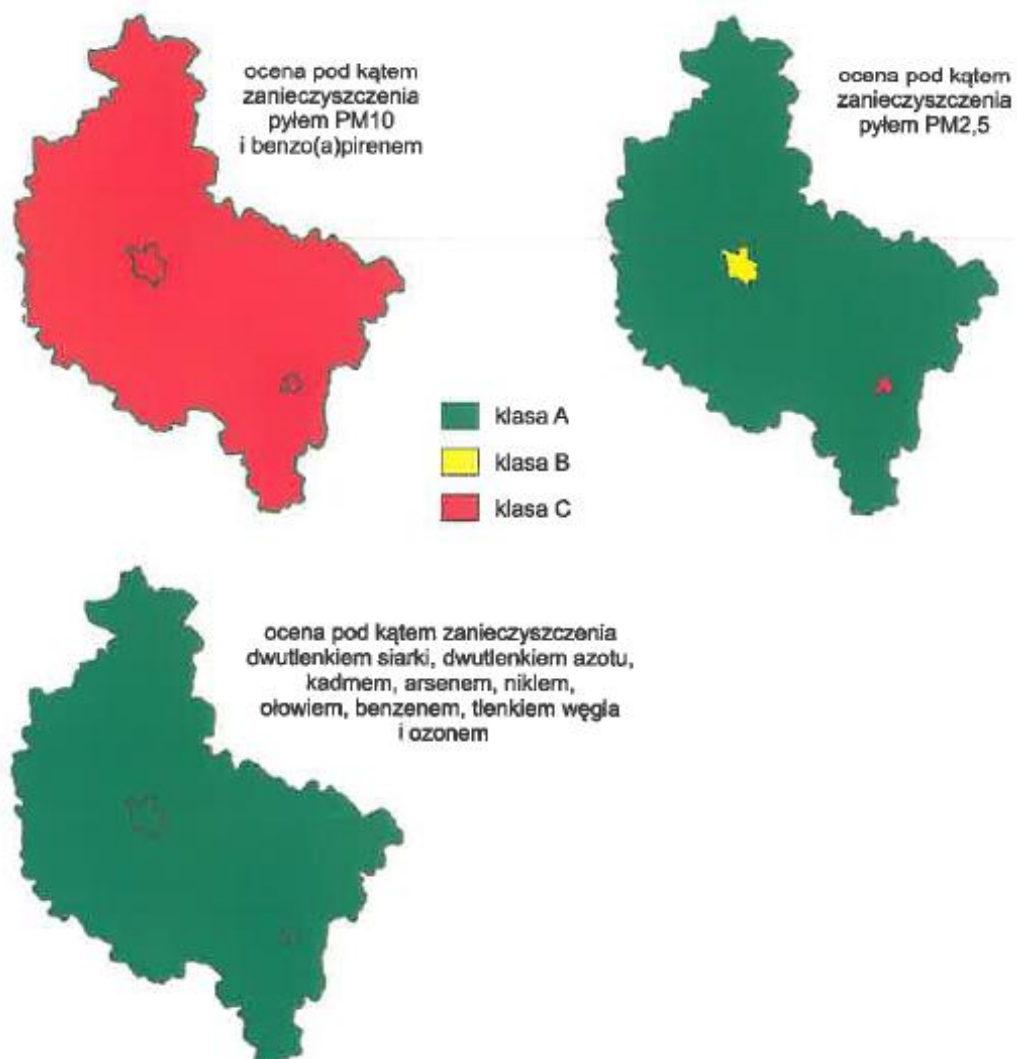 ocena pod kątem
zanieczyszczenia
pyłem PM10
i benzo(a)pirenem
ocena pod kątem
zanieczyszczenia
pyłem PM2,5
klasa A
klasa B
klasa C
ocena pod kątem zanieczyszczenia
dwutlenkiem siarki, dwutlenkiem azotu,
kadmem, arsenem, niklem,
ołowiem, benzenem, tlenkiem węgla
i ozonem